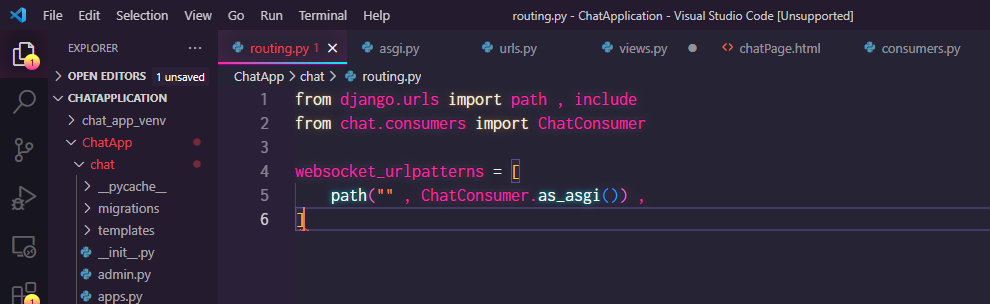 File Edit Selection View Go Run Terminal Help routing.py - ChatApplication - Visual Studio Code [Unsupported]
EXPLORER ... routing.py 1 × asgi.py urls.py views.py ● <> chatPage.html consumers.py
1
OPEN EDITORS 1 unsaved
CHATAPPLICATION
chat_app_venv
ChatApp
chat
__pycache__
migrations
templates
__init__.py
admin.py
apps.py
1
ChatApp > chat > routing.py
1 from django.urls import path , include
2 from chat.consumers import ChatConsumer
3
4 websocket_urlpatterns = [
5 path("" , ChatConsumer.as_asgi()) ,
6 ]